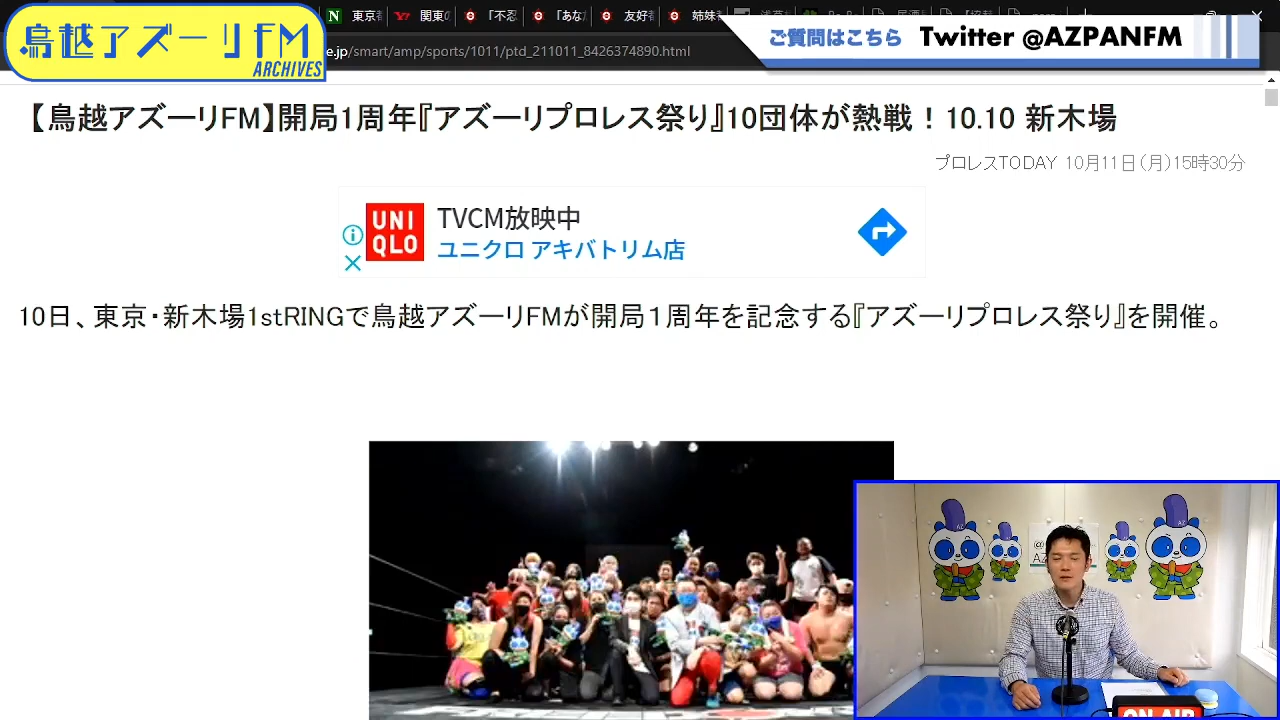 鳥越アズーリFM
ARCHIVES
東京都
関東の
「不忍
「あな
友好都
姉妹都
ご質問はこちら Twitter @AZPANFM
e.jp/smart/amp/sports/1011/ptd_211011_8426374890.html
【鳥越アズーリFM】開局1周年『アズーリプロレス祭り』10団体が熱戦！10.10 新木場
プロレスTODAY 10月11日（月）15時30分
UNI
QLO
TVCM放映中
ユニクロ アキバトリム店
10日、東京・新木場1stRINGで鳥越アズーリFMが開局１周年を記念する『アズーリプロレス祭り』を開催。
AZ
ON AIR